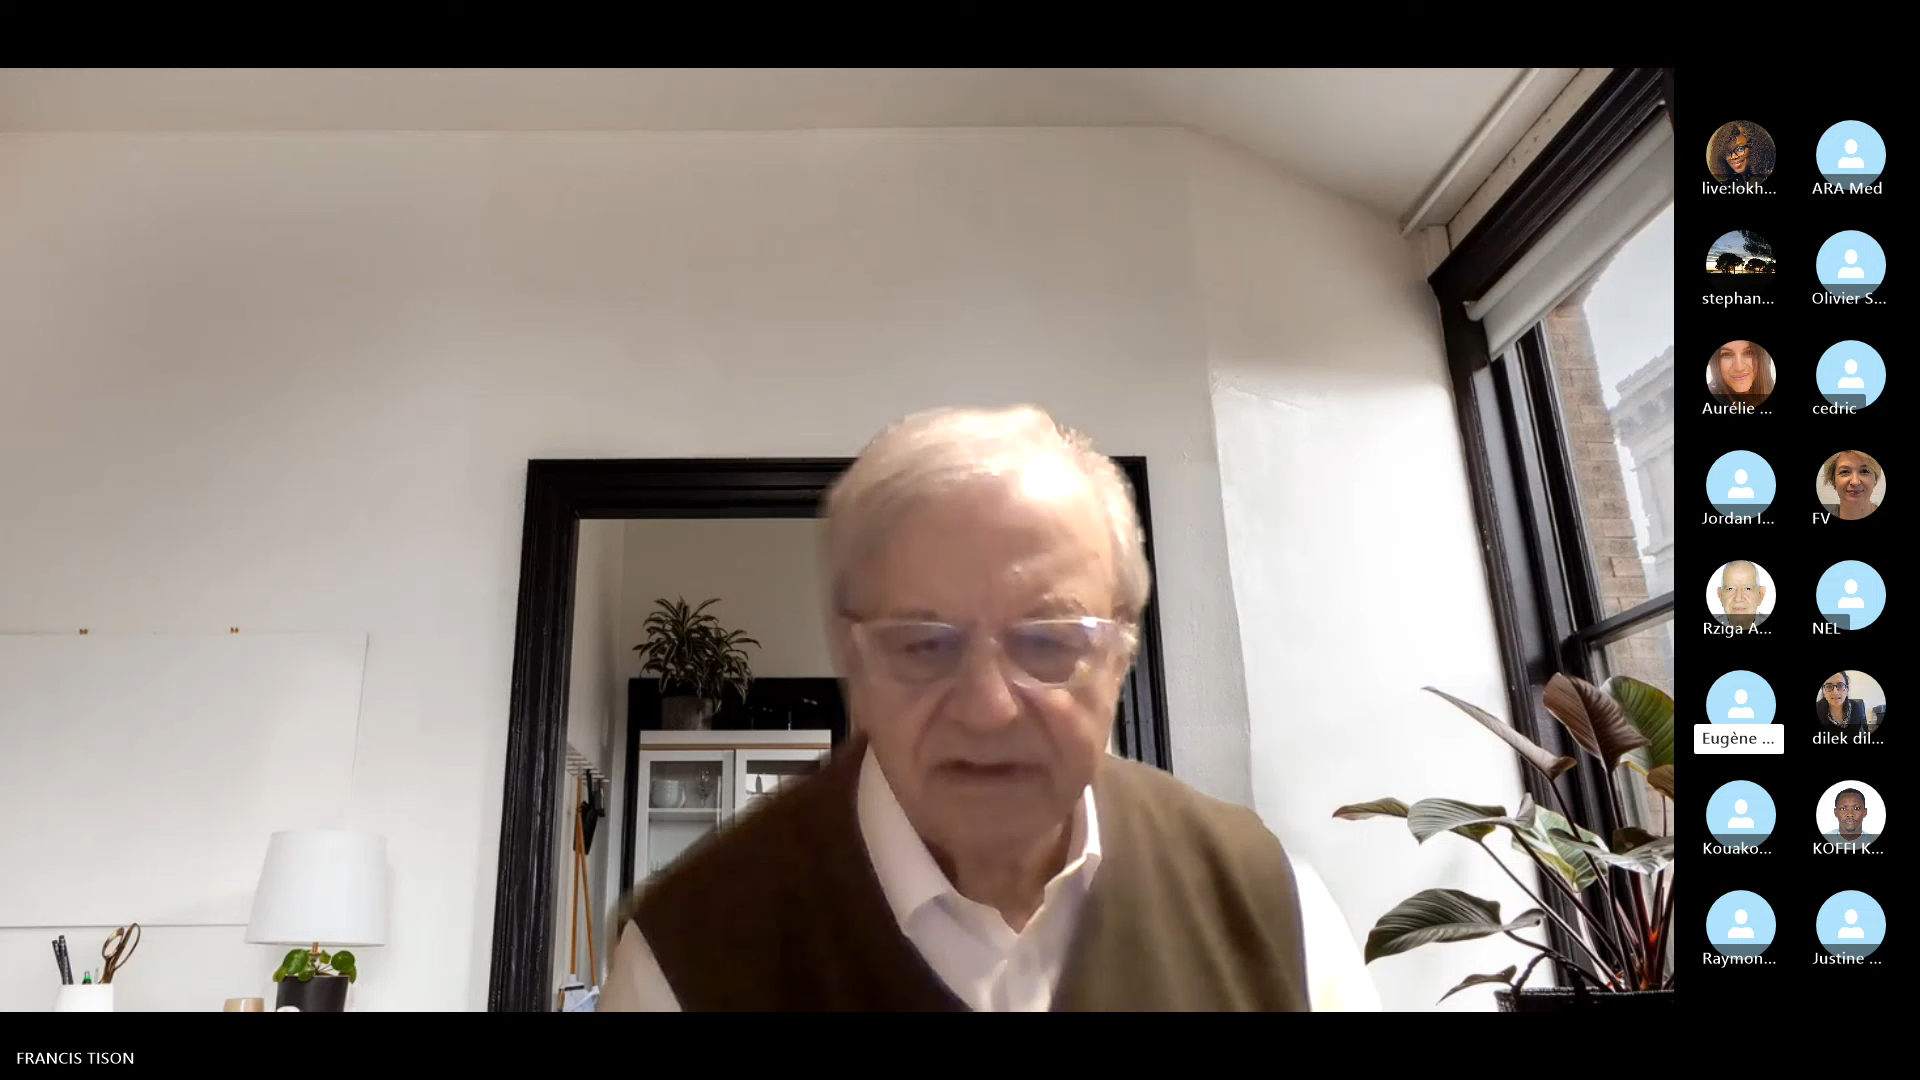 live:lokh...
ARA Med
stephan...
Olivier S...
Aurélie ...
cedric
Jordan I...
FV
Rziga A...
NEL
Eugène ...
dilek dil...
Kouako...
KOFFI K...
Raymon...
Justine ...
FRANCIS TISON